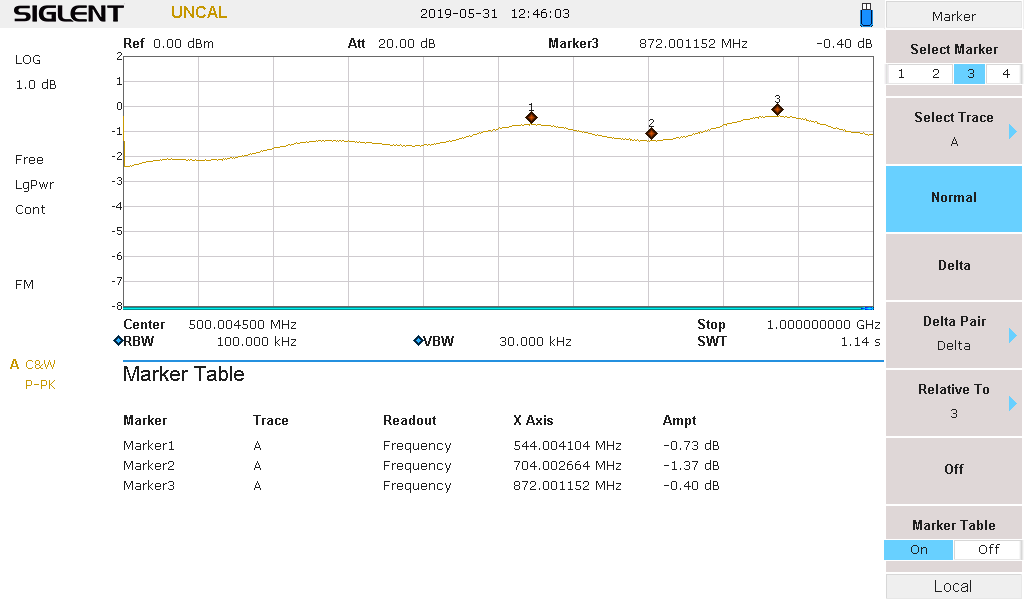 SIGLENT UNCAL 2019-05-31 12:46:03
Marker
Ref 0.00 dBm Att 20.00 dB Marker3 872.001152 MHz -0.40 dB
LOG
1.0 dB
Free
LgPwr
Cont
FM
A C&W
P-PK
2
1
0
-1
-2
-3
-4
-5
-6
-7
-8
1
2
3
Center 500.004500 MHz Stop 1.000000000 GHz
RBW 100.000 kHz VBW 30.000 kHz SWT 1.14 s
Marker Table
Marker Trace Readout X Axis Ampt
Marker1 A Frequency 544.004104 MHz -0.73 dB
Marker2 A Frequency 704.002664 MHz -1.37 dB
Marker3 A Frequency 872.001152 MHz -0.40 dB
Select Marker
1 2 3 4
Select Trace
A
Normal
Delta
Delta Pair
Delta
Relative To
3
Off
Marker Table
On Off
Local